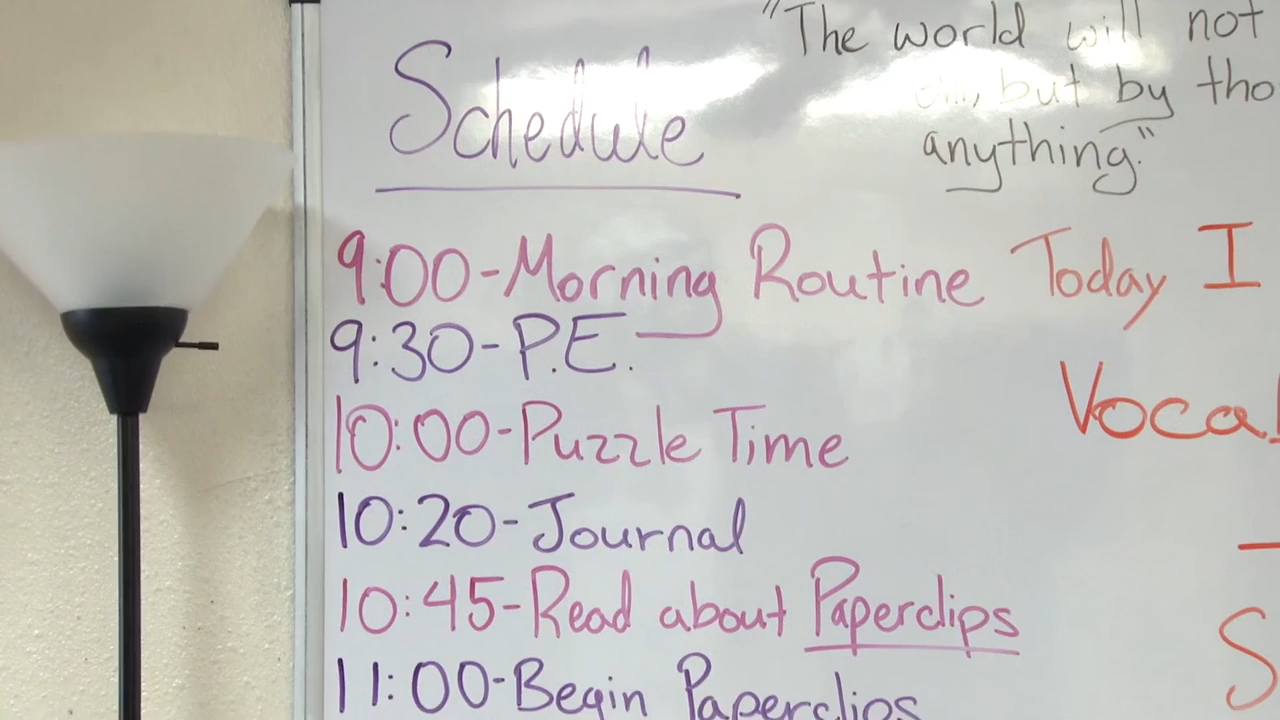 Schedule
9:00-Morning Routine
9:30-P.E.
10:00-Puzzle Time
10:20-Journal
10:45-Read about Paperclips
11:00-Begin Paperclips
"The world will not
but by tho
anything."
Today I
Vocal
S